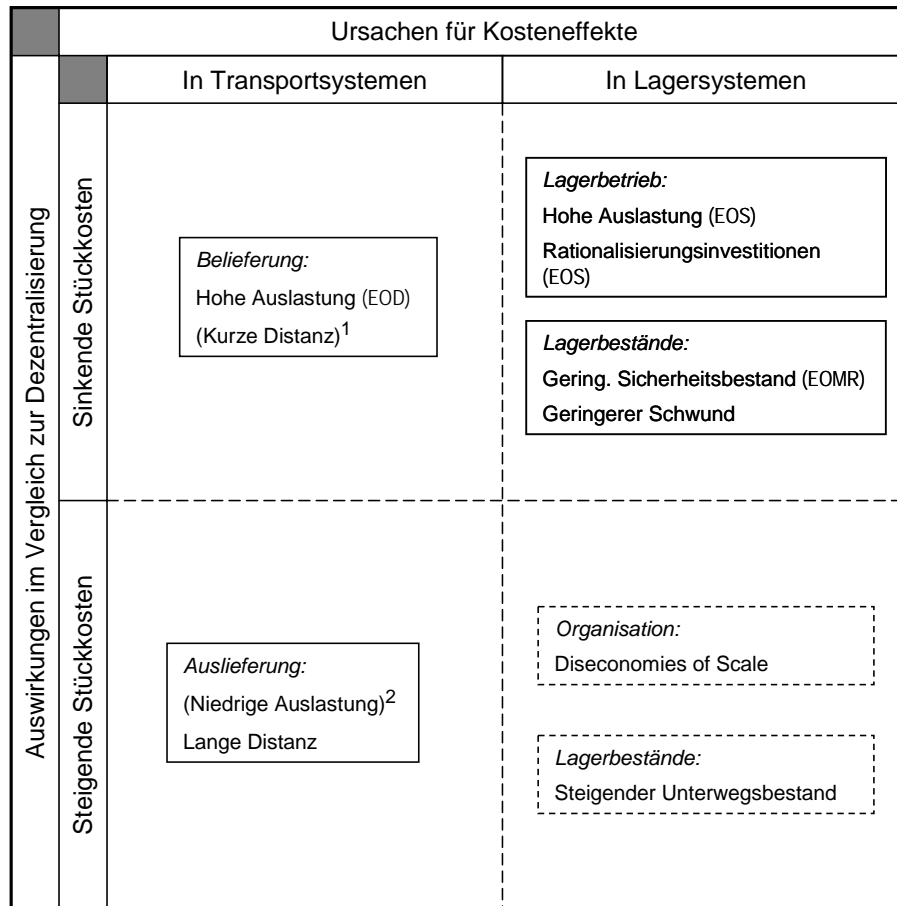 Ursachen für Kosteneffekte
In Transportsystemen
In Lagersystemen
Auswirkungen im Vergleich zur Dezentralisierung
Sinkende Stückkosten
Belieferung:
Hohe Auslastung (EOD)
(Kurze Distanz)1
Lagerbetrieb:
Hohe Auslastung (EOS)
Rationalisierungsinvestitionen
(EOS)
Lagerbestände:
Gering. Sicherheitsbestand (EOMR)
Geringerer Schwund
Steigende Stückkosten
Auslieferung:
(Niedrige Auslastung)2
Lange Distanz
Organisation:
Diseconomies of Scale
Lagerbestände:
Steigender Unterwegsbestand